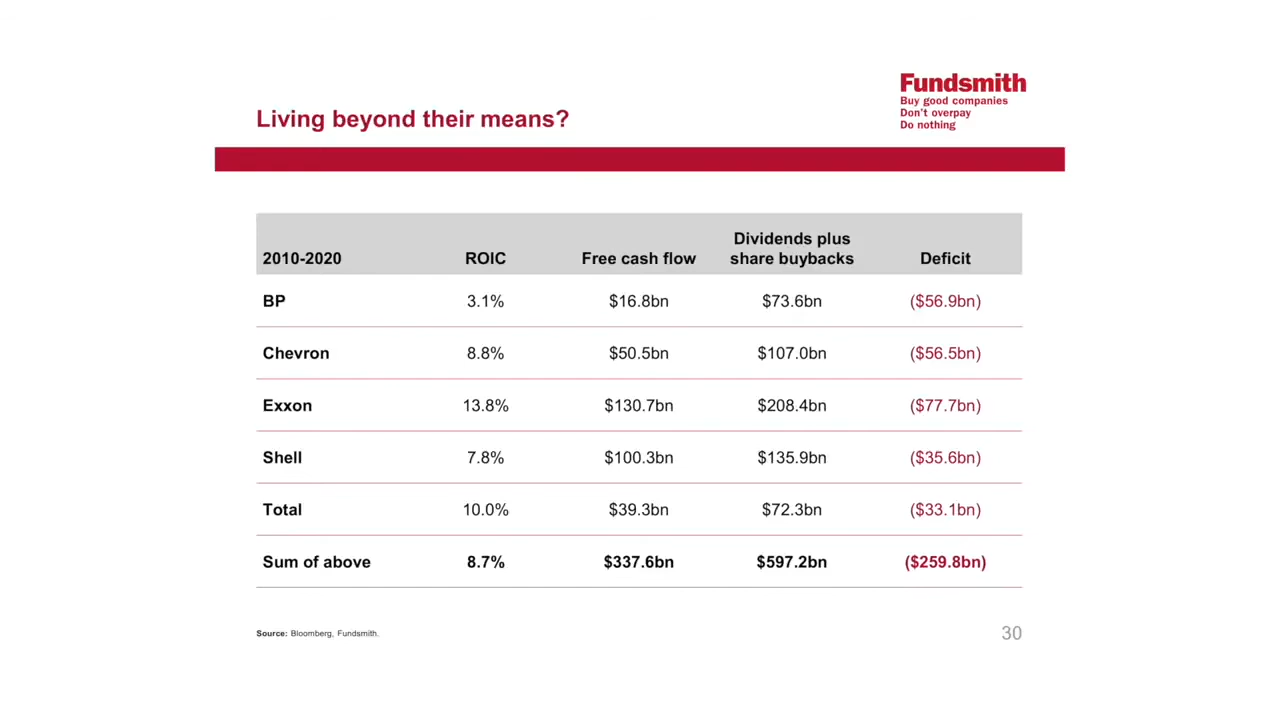 Fundsmith
Buy good companies
Don't overpay
Do nothing
Living beyond their means?
2010-2020 ROIC Free cash flow Dividends plus share buybacks Deficit
BP 3.1% $16.8bn $73.6bn ($56.9bn)
Chevron 8.8% $50.5bn $107.0bn ($56.5bn)
Exxon 13.8% $130.7bn $208.4bn ($77.7bn)
Shell 7.8% $100.3bn $135.9bn ($35.6bn)
Total 10.0% $39.3bn $72.3bn ($33.1bn)
Sum of above 8.7% $337.6bn $597.2bn ($259.8bn)
Source: Bloomberg, Fundsmith.
30